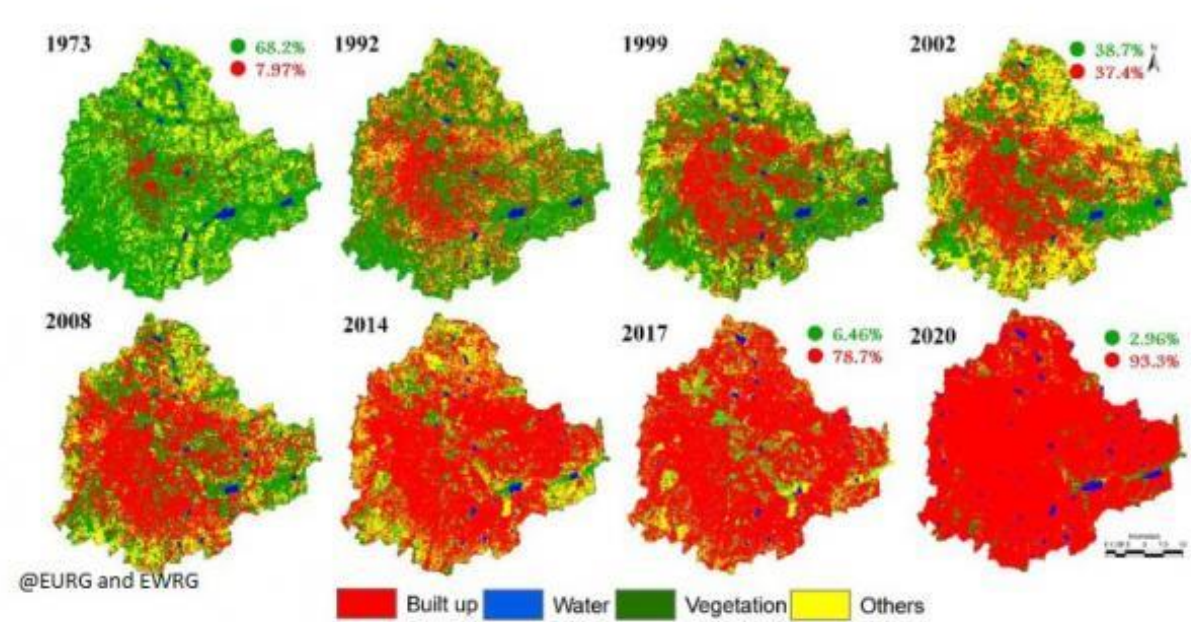 1973
68.2%
7.97%
1992
1999
2002
38.7%
N
37.4%
2008
2014
2017
6.46%
78.7%
2020
2.96%
93.3%
@EURG and EWRG
Built up
Water
Vegetation
Others